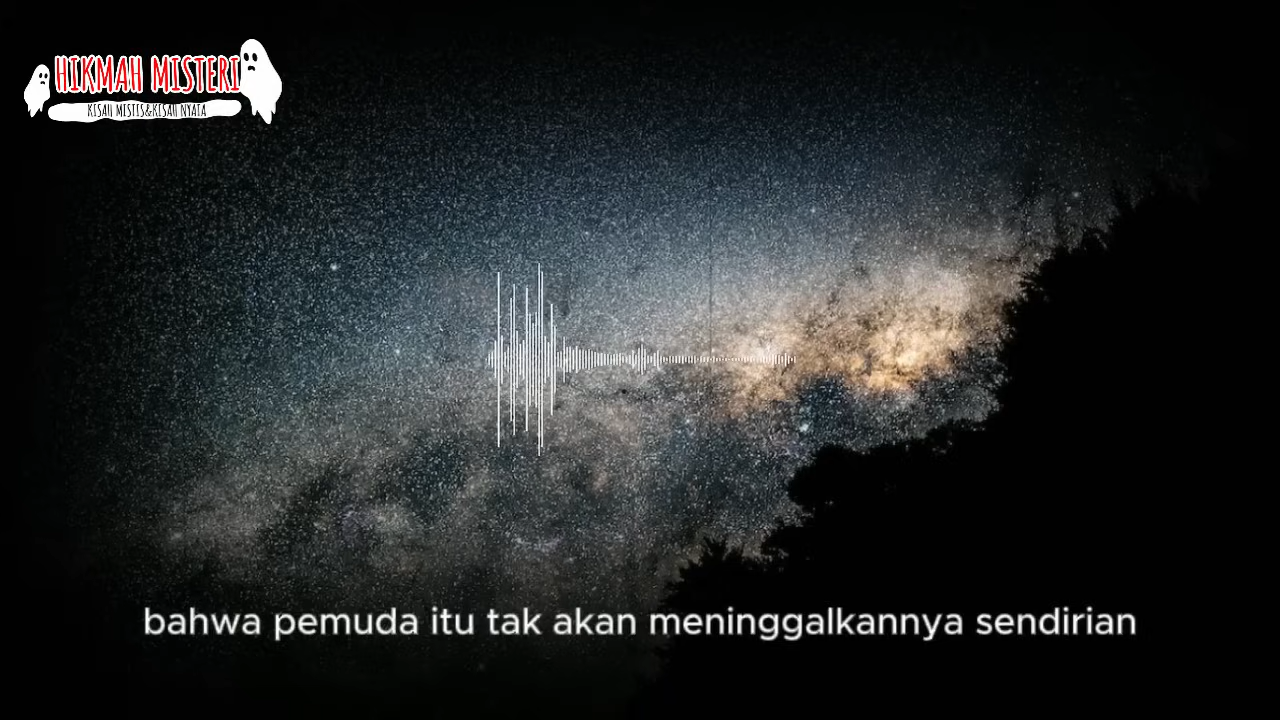 HIKMAH MISTERI
KISAH MISTIS&KISAH NYATA
bahwa pemuda itu tak akan meninggalkannya sendirian